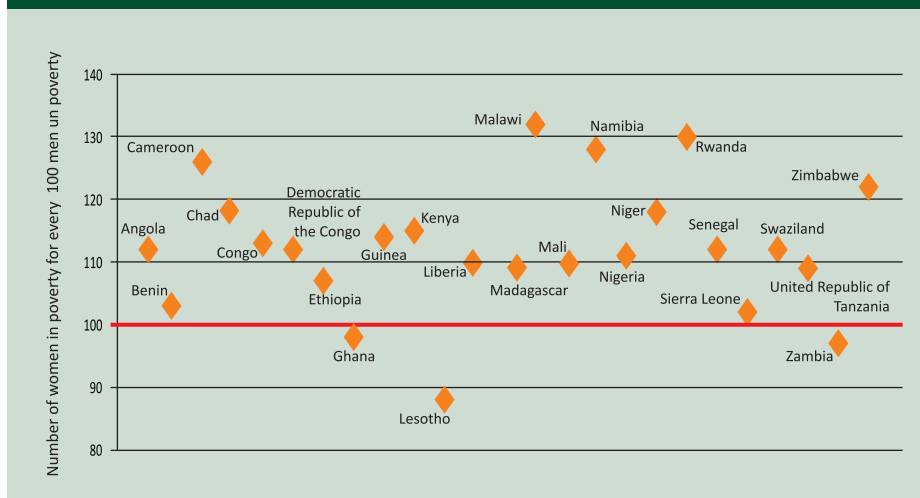 Number of women in poverty for every 100 men un poverty
140
130
120
110
100
90
80
Angola
Benin
Cameroon
Chad
Congo
Democratic
Republic of
the Congo
Ethiopia
Ghana
Guinea
Kenya
Lesotho
Liberia
Madagascar
Malawi
Mali
Namibia
Nigeria
Niger
Rwanda
Senegal
Sierra Leone
Swaziland
United Republic of
Tanzania
Zambia
Zimbabwe